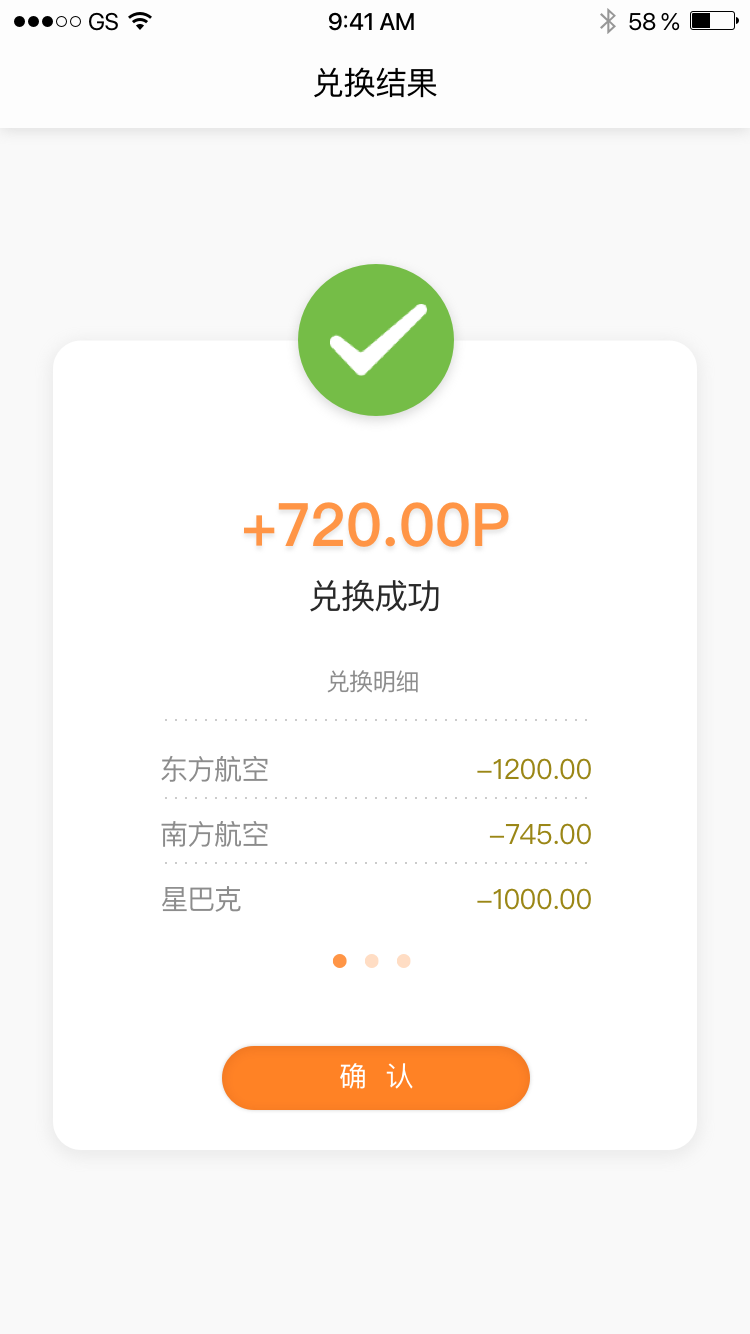 GS 9:41 AM 58 %
兑换结果
+720.00P
兑换成功
兑换明细
东方航空 –1200.00
南方航空 –745.00
星巴克 –1000.00
确 认